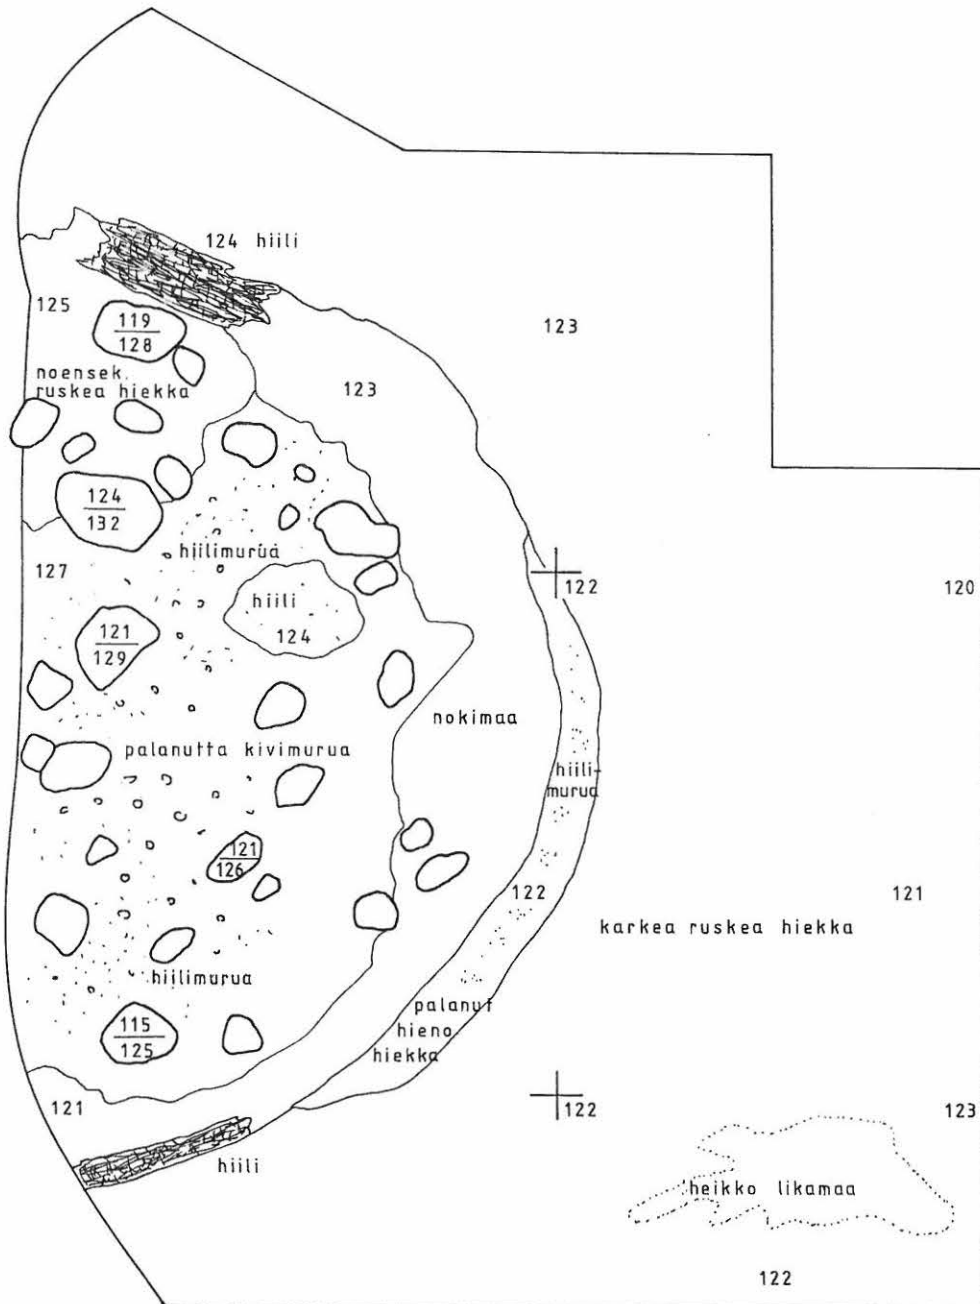 124 hiili
125
119
128
123
noensek.
ruskea hiekka
123
124
132
hiilimurua
127
122
120
hiili
124
121
129
nokimaa
palanutta kivimurua
hiili-
murua
121
126
122
121
karkea ruskea hiekka
hiilimurua
palanut
hieno
hiekka
115
125
121
122
123
hiili
heikko likamaa
122